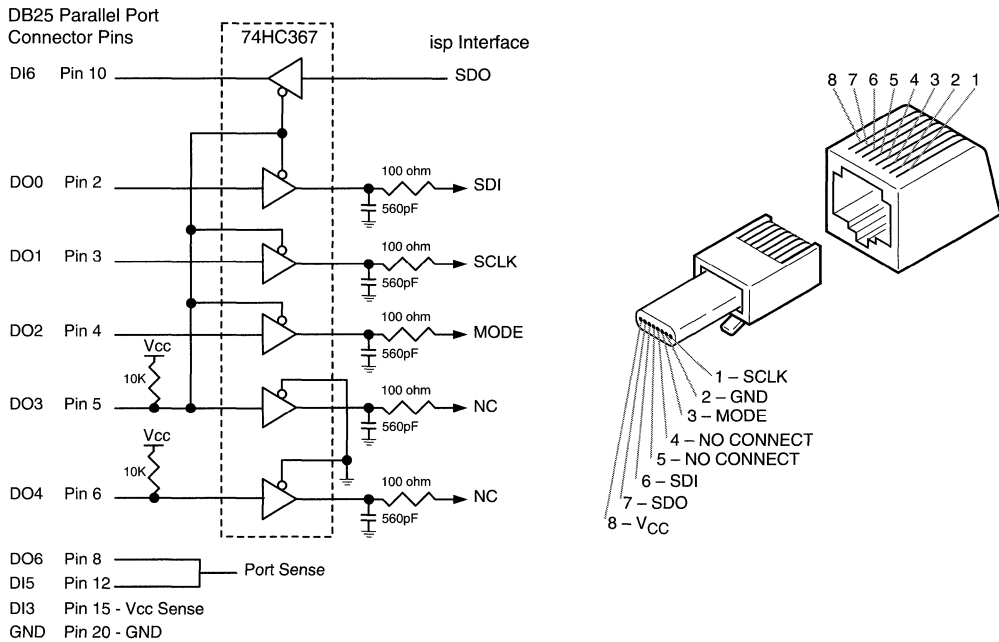 DB25 Parallel Port
Connector Pins
74HC367
isp Interface
DI6 Pin 10
SDO
DO0 Pin 2
100 ohm
560pF
SDI
DO1 Pin 3
100 ohm
560pF
SCLK
DO2 Pin 4
100 ohm
560pF
MODE
Vcc
10K
DO3 Pin 5
100 ohm
560pF
NC
Vcc
10K
DO4 Pin 6
100 ohm
560pF
NC
DO6 Pin 8
DI5 Pin 12
Port Sense
DI3 Pin 15 - Vcc Sense
GND Pin 20 - GND
8 7 6 5 4 3 2 1
1 – SCLK
2 – GND
3 – MODE
4 – NO CONNECT
5 – NO CONNECT
6 – SDI
7 – SDO
8 – VCC